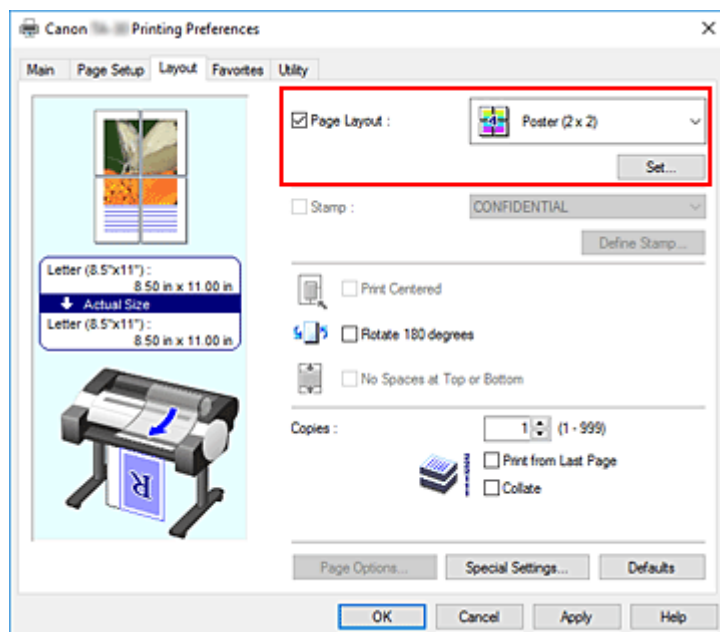 Canon Printing Preferences
Main Page Setup Layout Favorites Utility
Page Layout : 4 Poster (2 x 2)
Set...
Stamp : CONFIDENTIAL
Define Stamp...
Letter (8.5"x11") :
8.50 in x 11.00 in
Actual Size
Letter (8.5"x11") :
8.50 in x 11.00 in
Print Centered
Rotate 180 degrees
No Spaces at Top or Bottom
R
Copies : 1 (1 - 999)
Print from Last Page
Collate
Page Options... Special Settings... Defaults
OK Cancel Apply Help